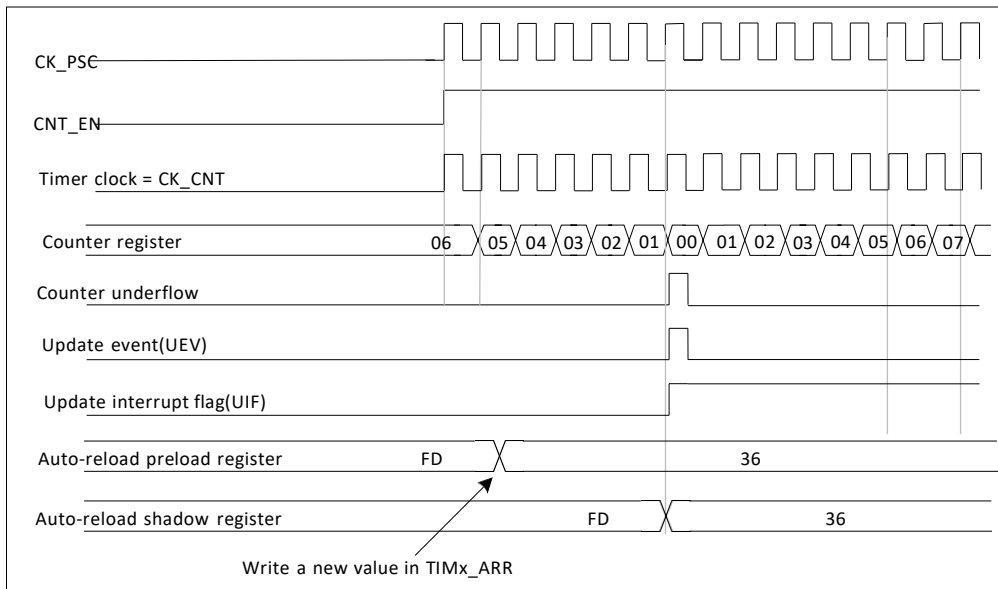 CK_PSC
CNT_EN
Timer clock = CK_CNT
Counter register 06 05 04 03 02 01 00 01 02 03 04 05 06 07
Counter underflow
Update event(UEV)
Update interrupt flag(UIF)
Auto-reload preload register FD 36
Auto-reload shadow register FD 36
Write a new value in TIMx_ARR